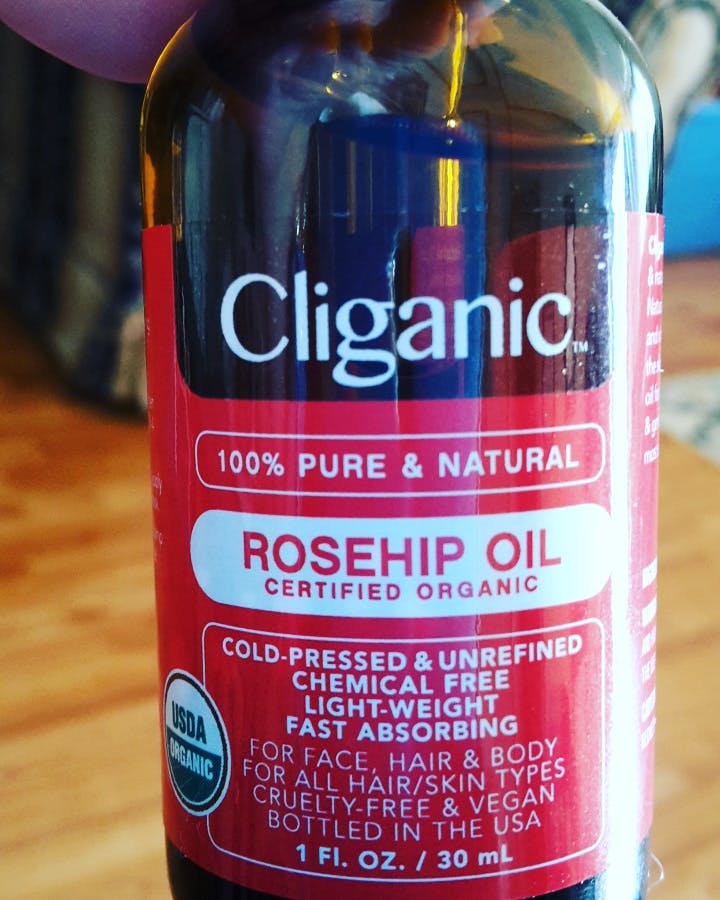 Cliganic™
100% PURE & NATURAL
ROSEHIP OIL
CERTIFIED ORGANIC
COLD-PRESSED & UNREFINED
CHEMICAL FREE
LIGHT-WEIGHT
FAST ABSORBING
FOR FACE, HAIR & BODY
FOR ALL HAIR/SKIN TYPES
CRUELTY-FREE & VEGAN
BOTTLED IN THE USA
1 Fl. OZ. / 30 mL
USDA
ORGANIC
and
oil